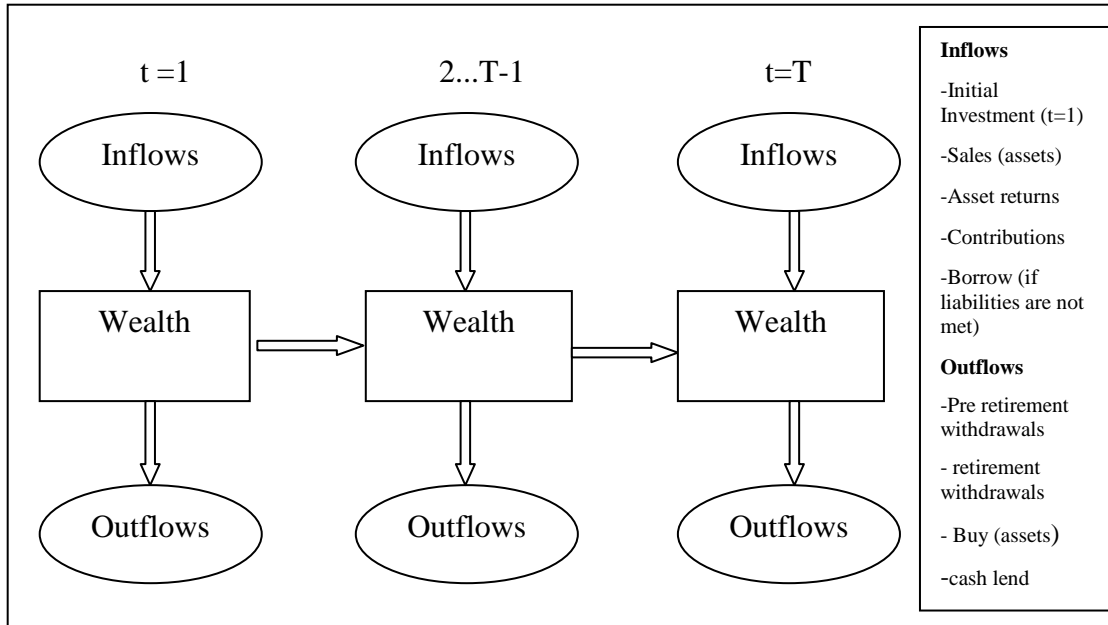 t =1
2...T-1
t=T
Inflows
Inflows
Inflows
Wealth
Wealth
Wealth
Outflows
Outflows
Outflows
Inflows
-Initial
Investment (t=1)
-Sales (assets)
-Asset returns
-Contributions
-Borrow (if
liabilities are not
met)
Outflows
-Pre retirement
withdrawals
- retirement
withdrawals
- Buy (assets)
-cash lend